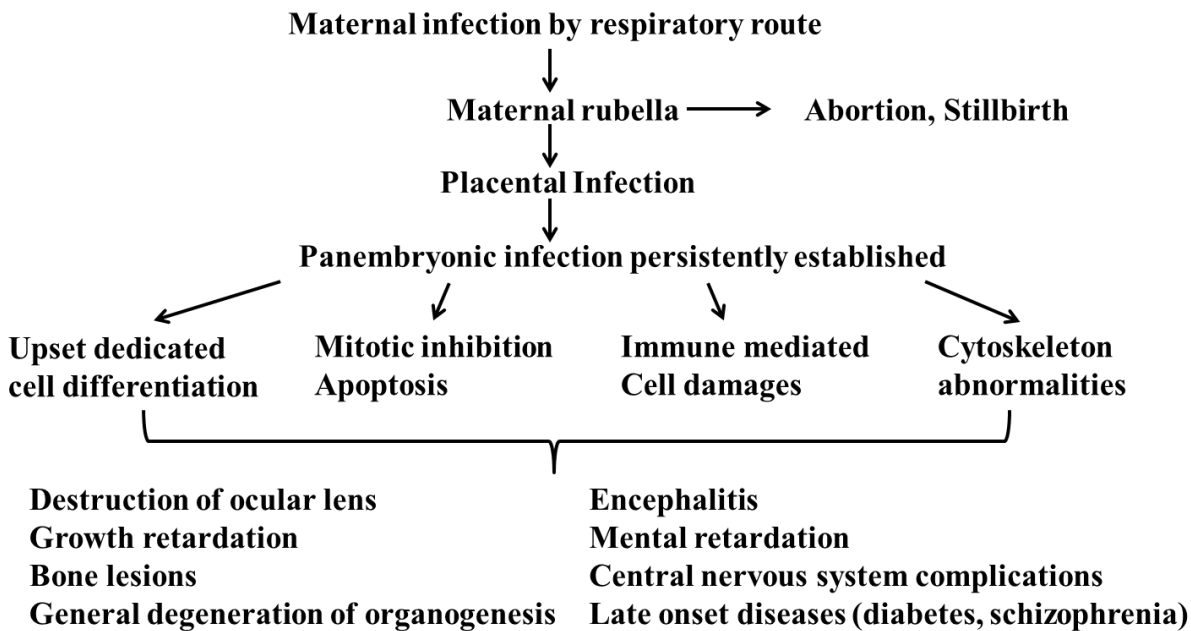 Maternal infection by respiratory route
Maternal rubella
Abortion, Stillbirth
Placental Infection
Panembryonic infection persistently established
Upset dedicated
cell differentiation
Mitotic inhibition
Apoptosis
Immune mediated
Cell damages
Cytoskeleton
abnormalities
Destruction of ocular lens
Growth retardation
Bone lesions
General degeneration of organogenesis
Encephalitis
Mental retardation
Central nervous system complications
Late onset diseases (diabetes, schizophrenia)